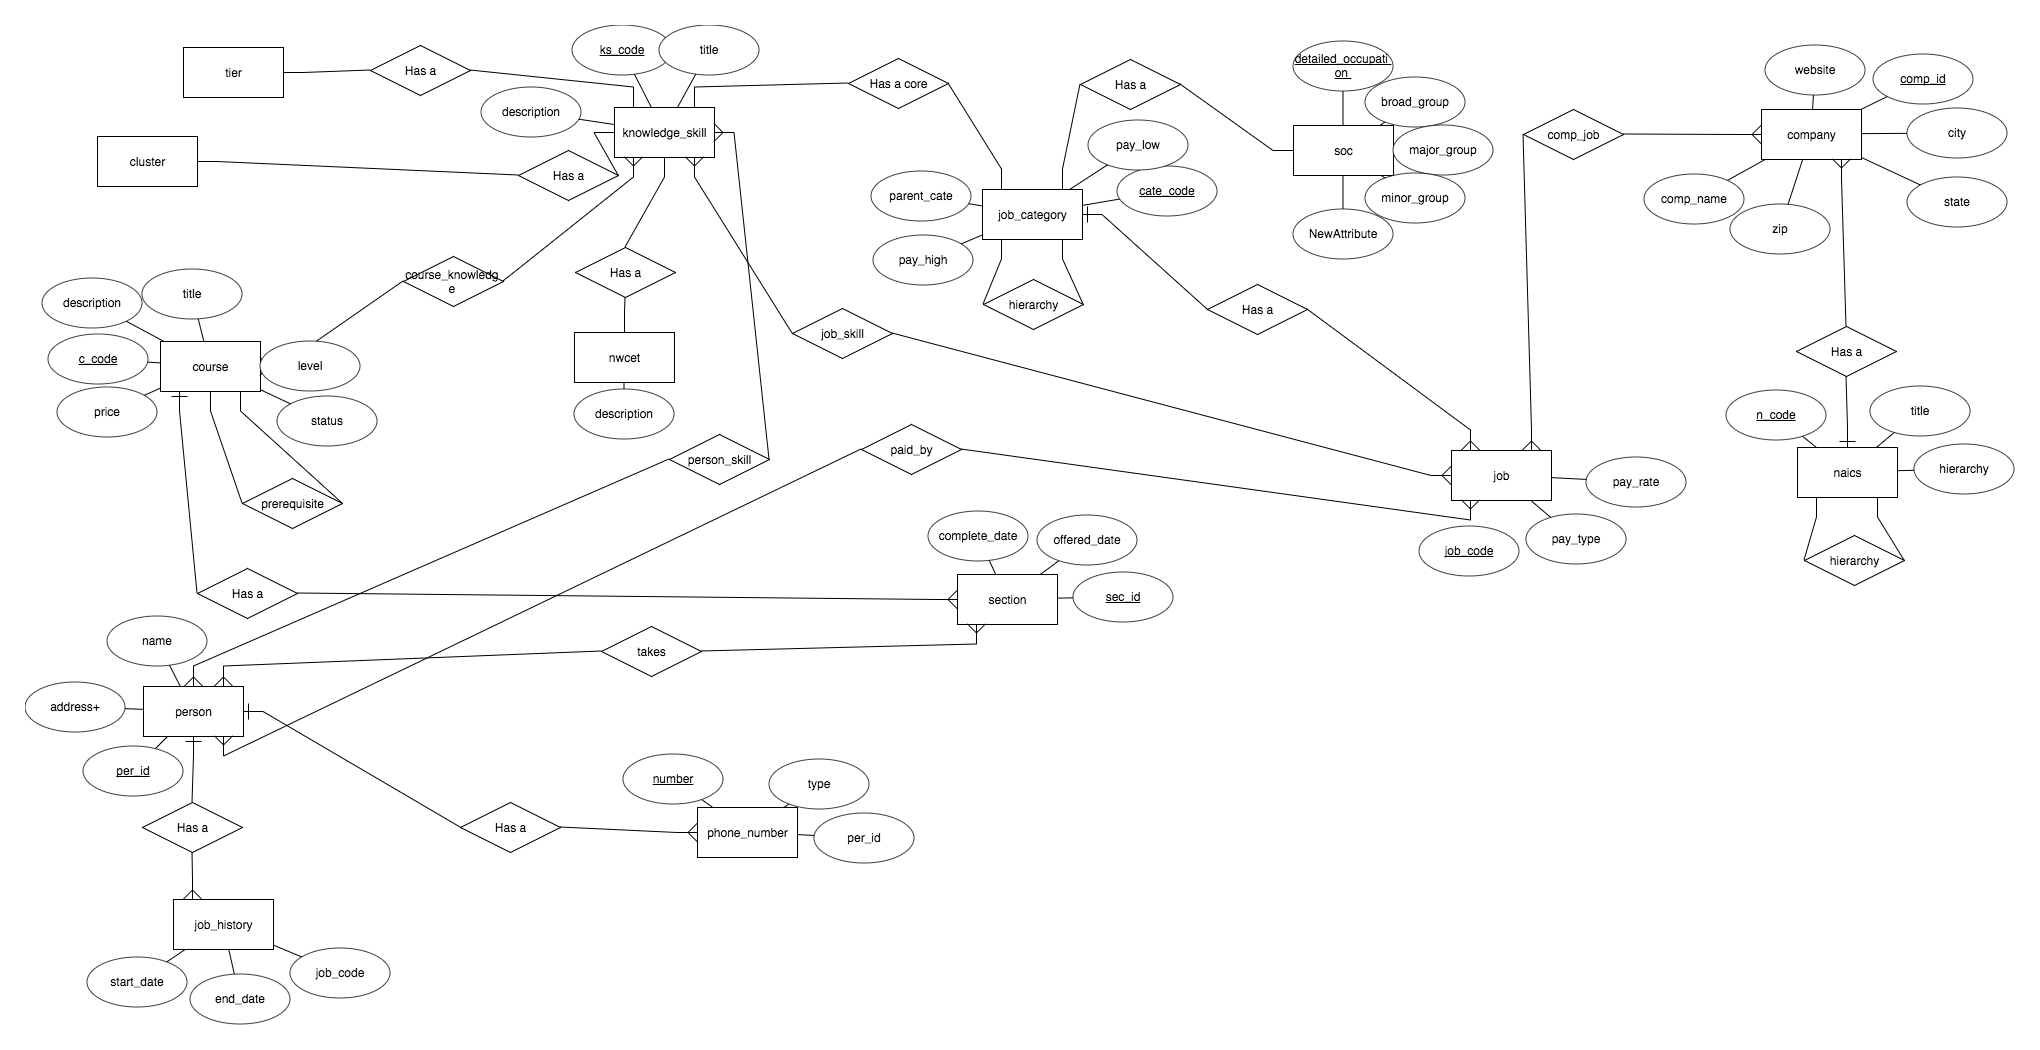 ks_code
title
detailed_occupati
on
website
comp_id
tier
Has a
Has a core
Has a
broad_group
description
knowledge_skill
comp_job
company
city
pay_low
soc
major_group
cluster
Has a
parent_cate
cate_code
minor_group
comp_name
state
job_category
zip
NewAttribute
pay_high
course_knowledg
e
Has a
description
title
hierarchy
Has a
job_skill
Has a
c_code
course
level
nwcet
price
status
description
n_code
title
person_skill
paid_by
job
naics
hierarchy
pay_rate
prerequisite
complete_date
offered_date
job_code
pay_type
hierarchy
Has a
section
sec_id
name
takes
address+
person
per_id
number
type
Has a
Has a
phone_number
per_id
job_history
start_date
end_date
job_code